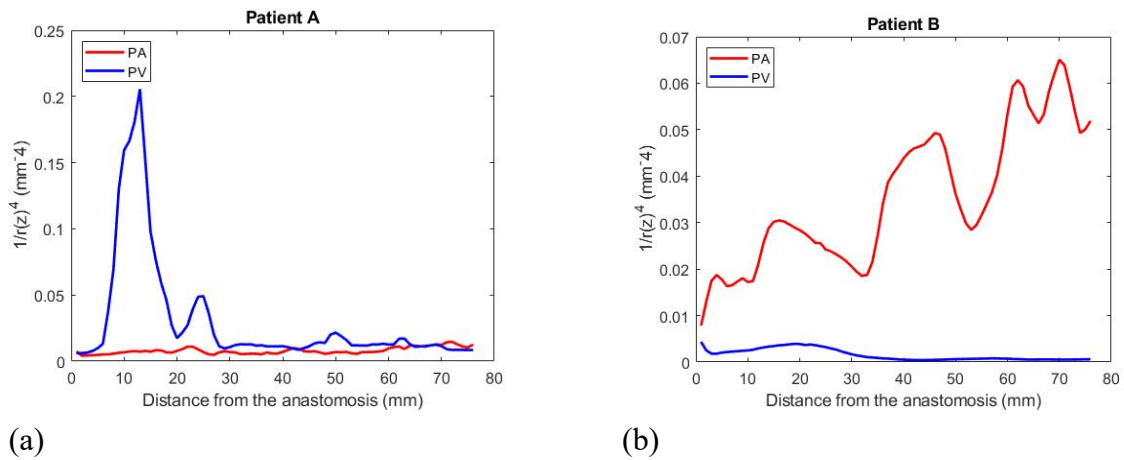 Patient A
0.25
0.2
0.15
0.1
0.05
0
1/r(z)^4 (mm^-4)
PA
PV
0 10 20 30 40 50 60 70 80
Distance from the anastomosis (mm)
(a)
Patient B
0.07
0.06
0.05
0.04
0.03
0.02
0.01
0
1/r(z)^4 (mm^-4)
PA
PV
0 10 20 30 40 50 60 70 80
Distance from the anastomosis (mm)
(b)